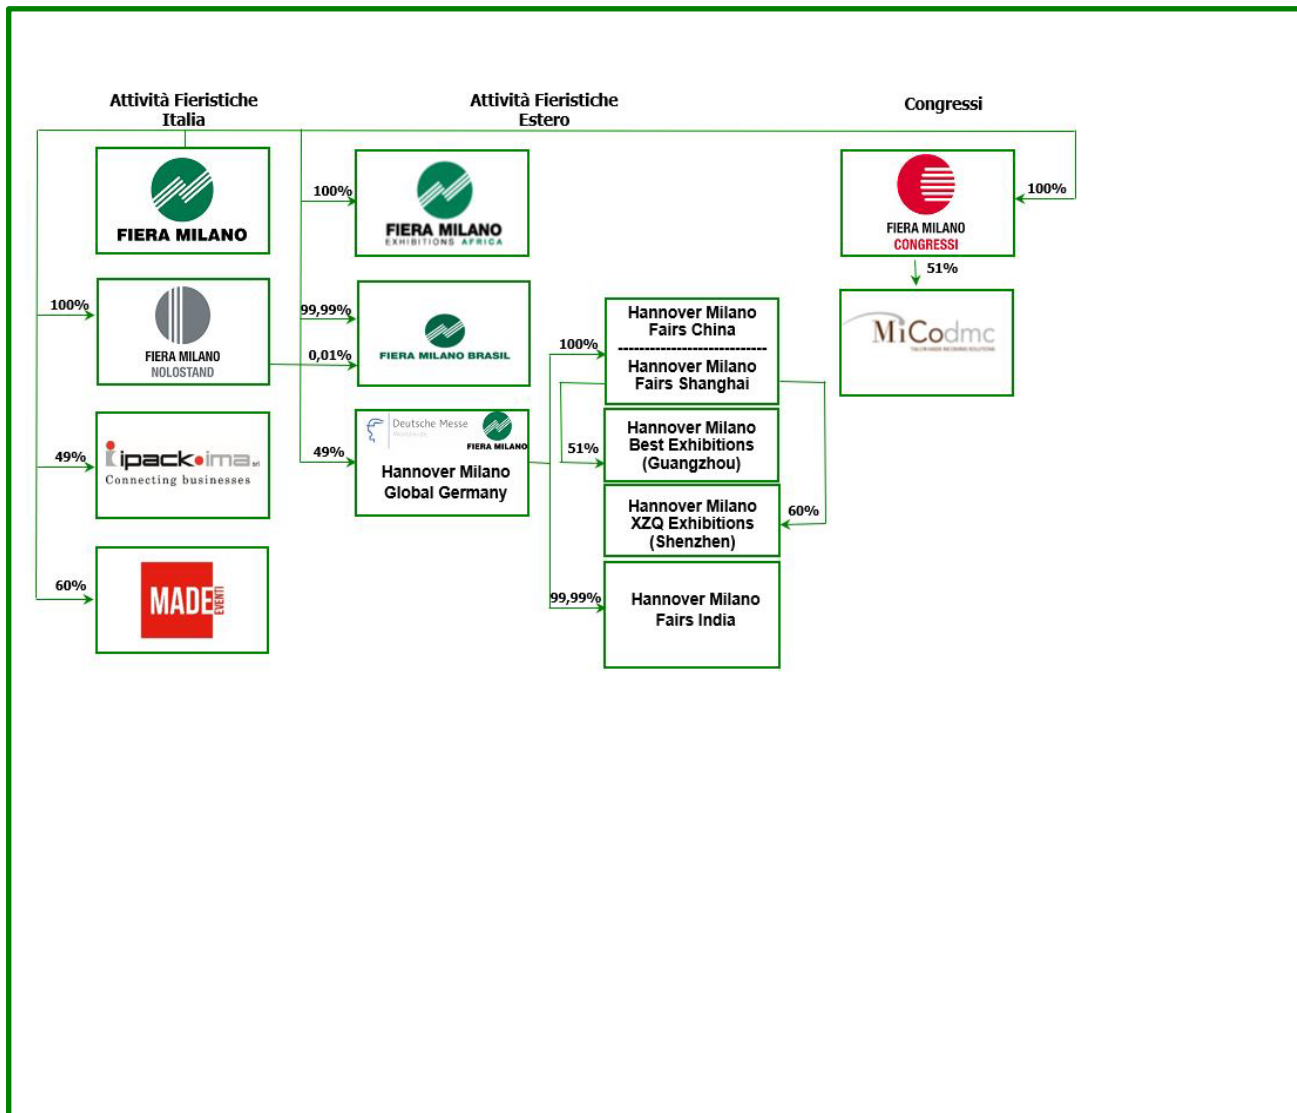 Attività Fieristiche
Italia
Attività Fieristiche
Estero
Congressi
FIERA MILANO
100%
FIERA MILANO
EXHIBITIONS AFRICA
FIERA MILANO
CONGRESSI
100%
51%
100%
FIERA MILANO
NOLOSTAND
99,99%
0,01%
FIERA MILANO BRASIL
100%
Hannover Milano
Fairs China
Hannover Milano
Fairs Shanghai
MiCodmc
49%
ipack-ima srl
Connecting businesses
49%
Deutsche Messe
Worldwide
FIERA MILANO
Hannover Milano
Global Germany
51%
Hannover Milano
Best Exhibitions
(Guangzhou)
Hannover Milano
XZQ Exhibitions
(Shenzhen)
60%
60%
MADE
EVENTI
99,99%
Hannover Milano
Fairs India